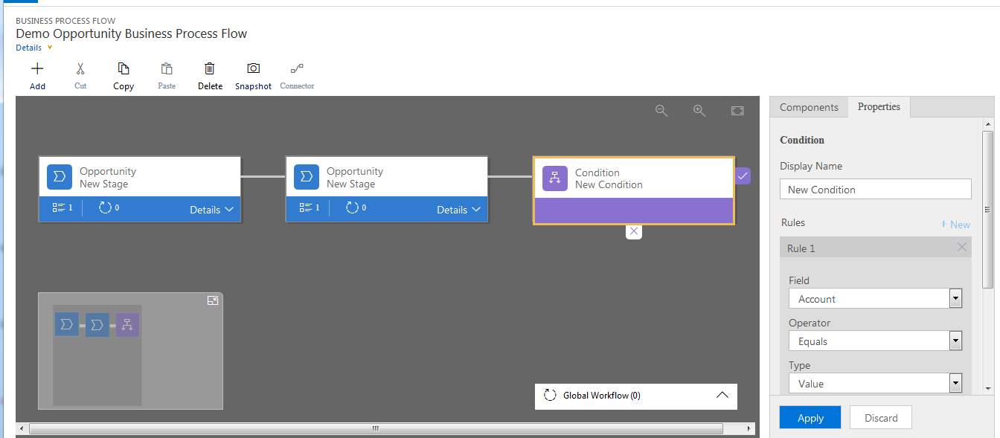 BUSINESS PROCESS FLOW
Demo Opportunity Business Process Flow
Details
Add Cut Copy Paste Delete Snapshot Connector
Components Properties
Condition
Display Name
New Condition
Rules + New
Rule 1
Field
Account
Operator
Equals
Type
Value
Apply Discard
Opportunity
New Stage
1 0 Details
Opportunity
New Stage
1 0 Details
Condition
New Condition
Global Workflow (0)